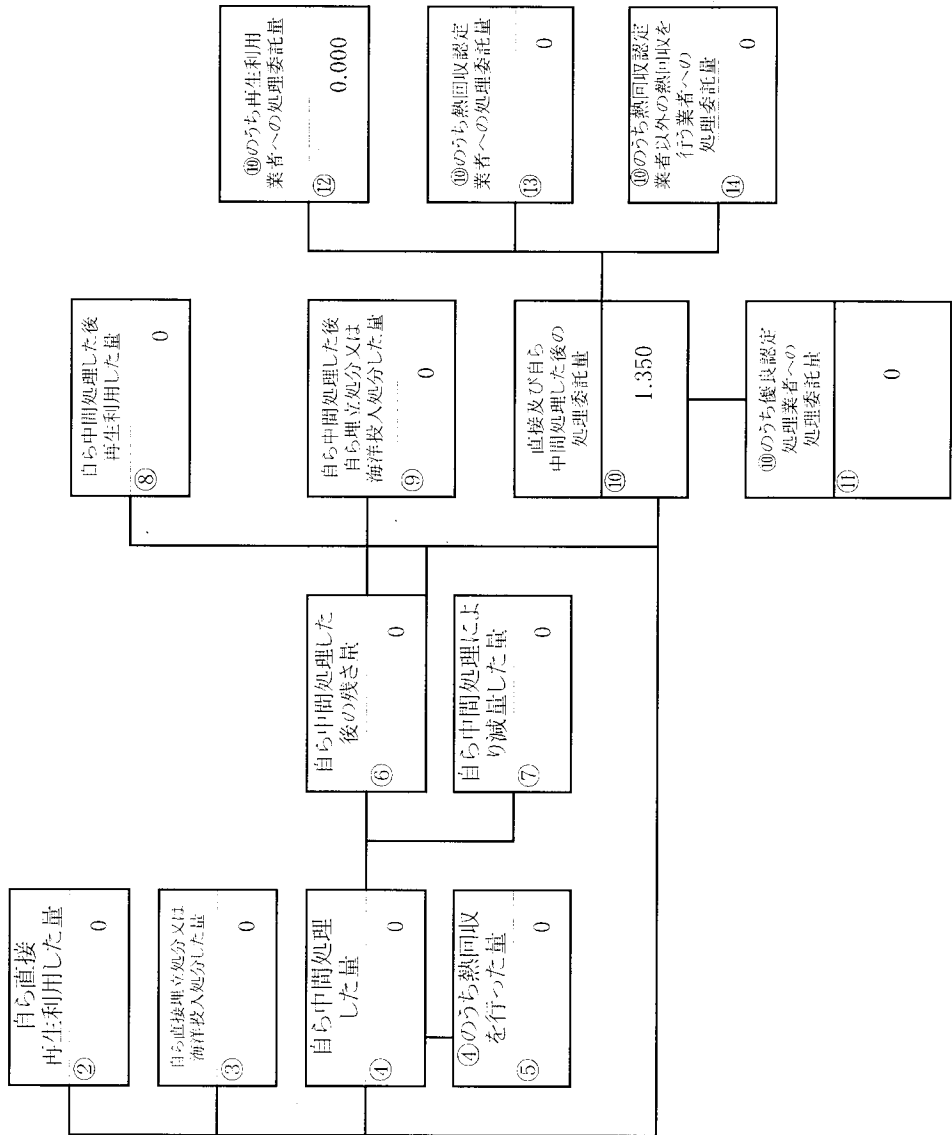 ②
自ら直接
再生利用した量
0
③
自ら直接埋立処分又は
海洋投入処分した量
0
④
自ら中間処理
した量
0
⑤
④のうち熱回収
を行った量
0
⑥
自ら中間処理した
後の残さ量
0
⑦
自ら中間処理によ
り減量した量
0
⑧
自ら中間処理した後
再生利用した量
0
⑨
自ら中間処理した後
自ら埋立処分又は
海洋投入処分した量
0
⑩
直接及び自ら
中間処理した後の
処理委託量
1.350
⑪
⑩のうち優良認定
処理業者への
処理委託量
0
⑫
⑩のうち再生利用
業者への処理委託量
0.000
⑬
⑩のうち熱回収認定
業者への処理委託量
0
⑭
⑩のうち熱回収認定
業者以外の熱回収を
行う業者への
処理委託量
0